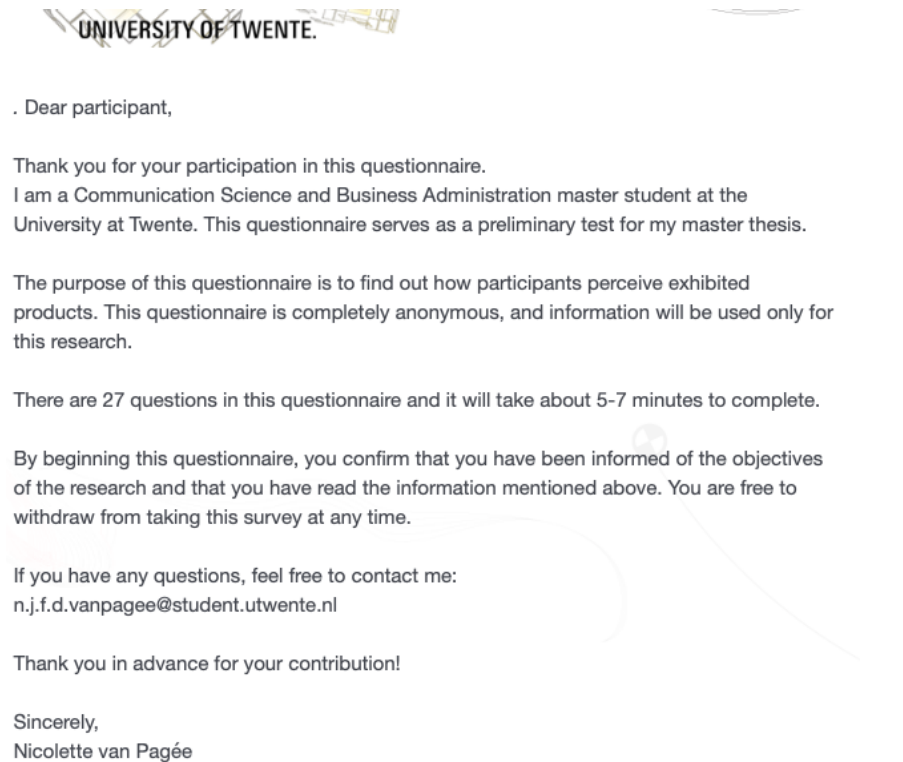 UNIVERSITY OF TWENTE.
. Dear participant,
Thank you for your participation in this questionnaire.
I am a Communication Science and Business Administration master student at the
University at Twente. This questionnaire serves as a preliminary test for my master thesis.
The purpose of this questionnaire is to find out how participants perceive exhibited
products. This questionnaire is completely anonymous, and information will be used only for
this research.
There are 27 questions in this questionnaire and it will take about 5-7 minutes to complete.
By beginning this questionnaire, you confirm that you have been informed of the objectives
of the research and that you have read the information mentioned above. You are free to
withdraw from taking this survey at any time.
If you have any questions, feel free to contact me:
n.j.f.d.vanpagee@student.utwente.nl
Thank you in advance for your contribution!
Sincerely,
Nicolette van Pagée